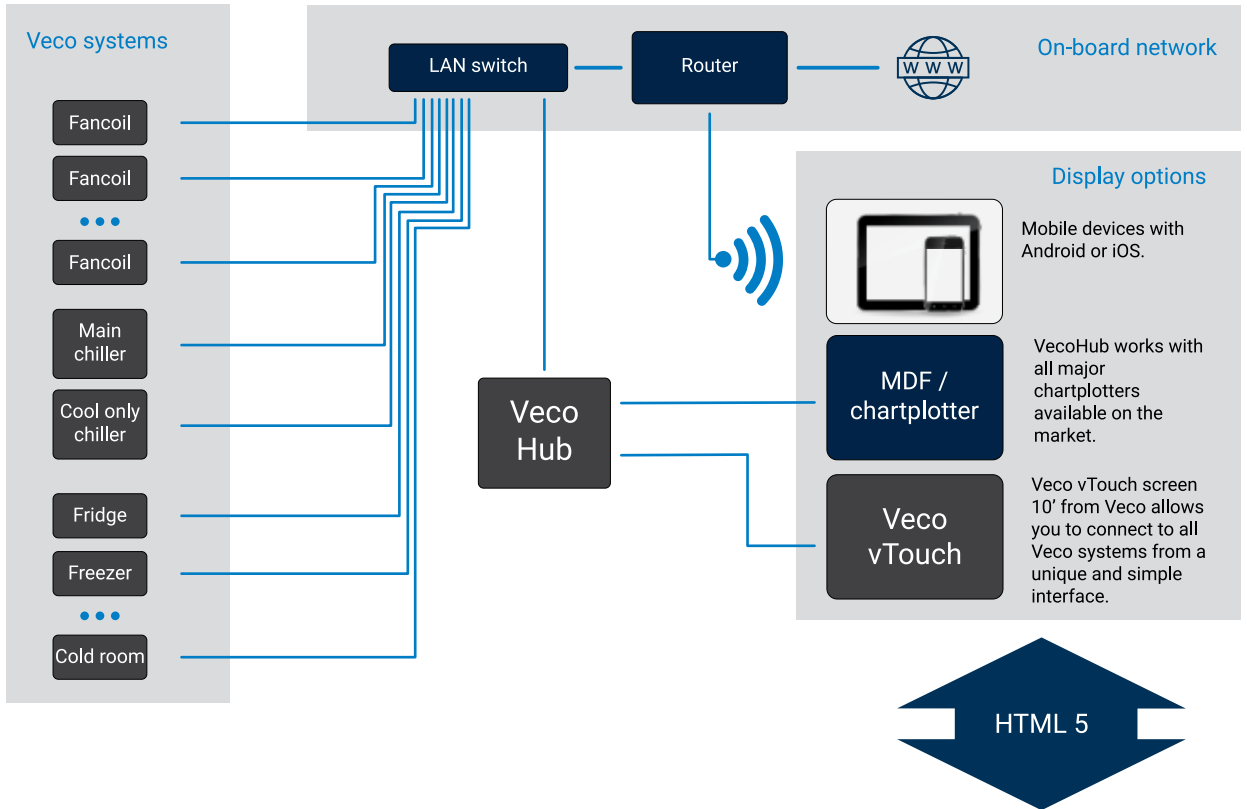 Veco systems
Fancoil
Fancoil
Fancoil
Main
chiller
Cool only
chiller
Fridge
Freezer
Cold room
On-board network
LAN switch
Router
WWW
Veco
Hub
Display options
Mobile devices with
Android or iOS.
MDF /
chartplotter
VecoHub works with
all major
chartplotters
available on the
market.
Veco
vTouch
Veco vTouch screen
10’ from Veco allows
you to connect to all
Veco systems from a
unique and simple
interface.
HTML 5